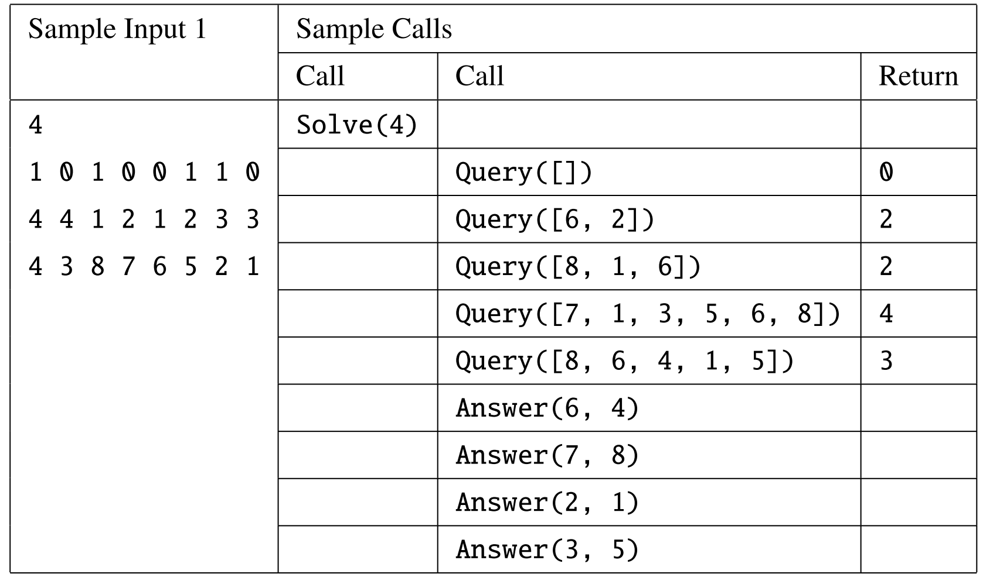 Sample Input 1 Sample Calls
Call Call Return
4 Solve(4)
1 0 1 0 0 1 1 0 Query([]) 0
4 4 1 2 1 2 3 3 Query([6, 2]) 2
4 3 8 7 6 5 2 1 Query([8, 1, 6]) 2
Query([7, 1, 3, 5, 6, 8]) 4
Query([8, 6, 4, 1, 5]) 3
Answer(6, 4)
Answer(7, 8)
Answer(2, 1)
Answer(3, 5)